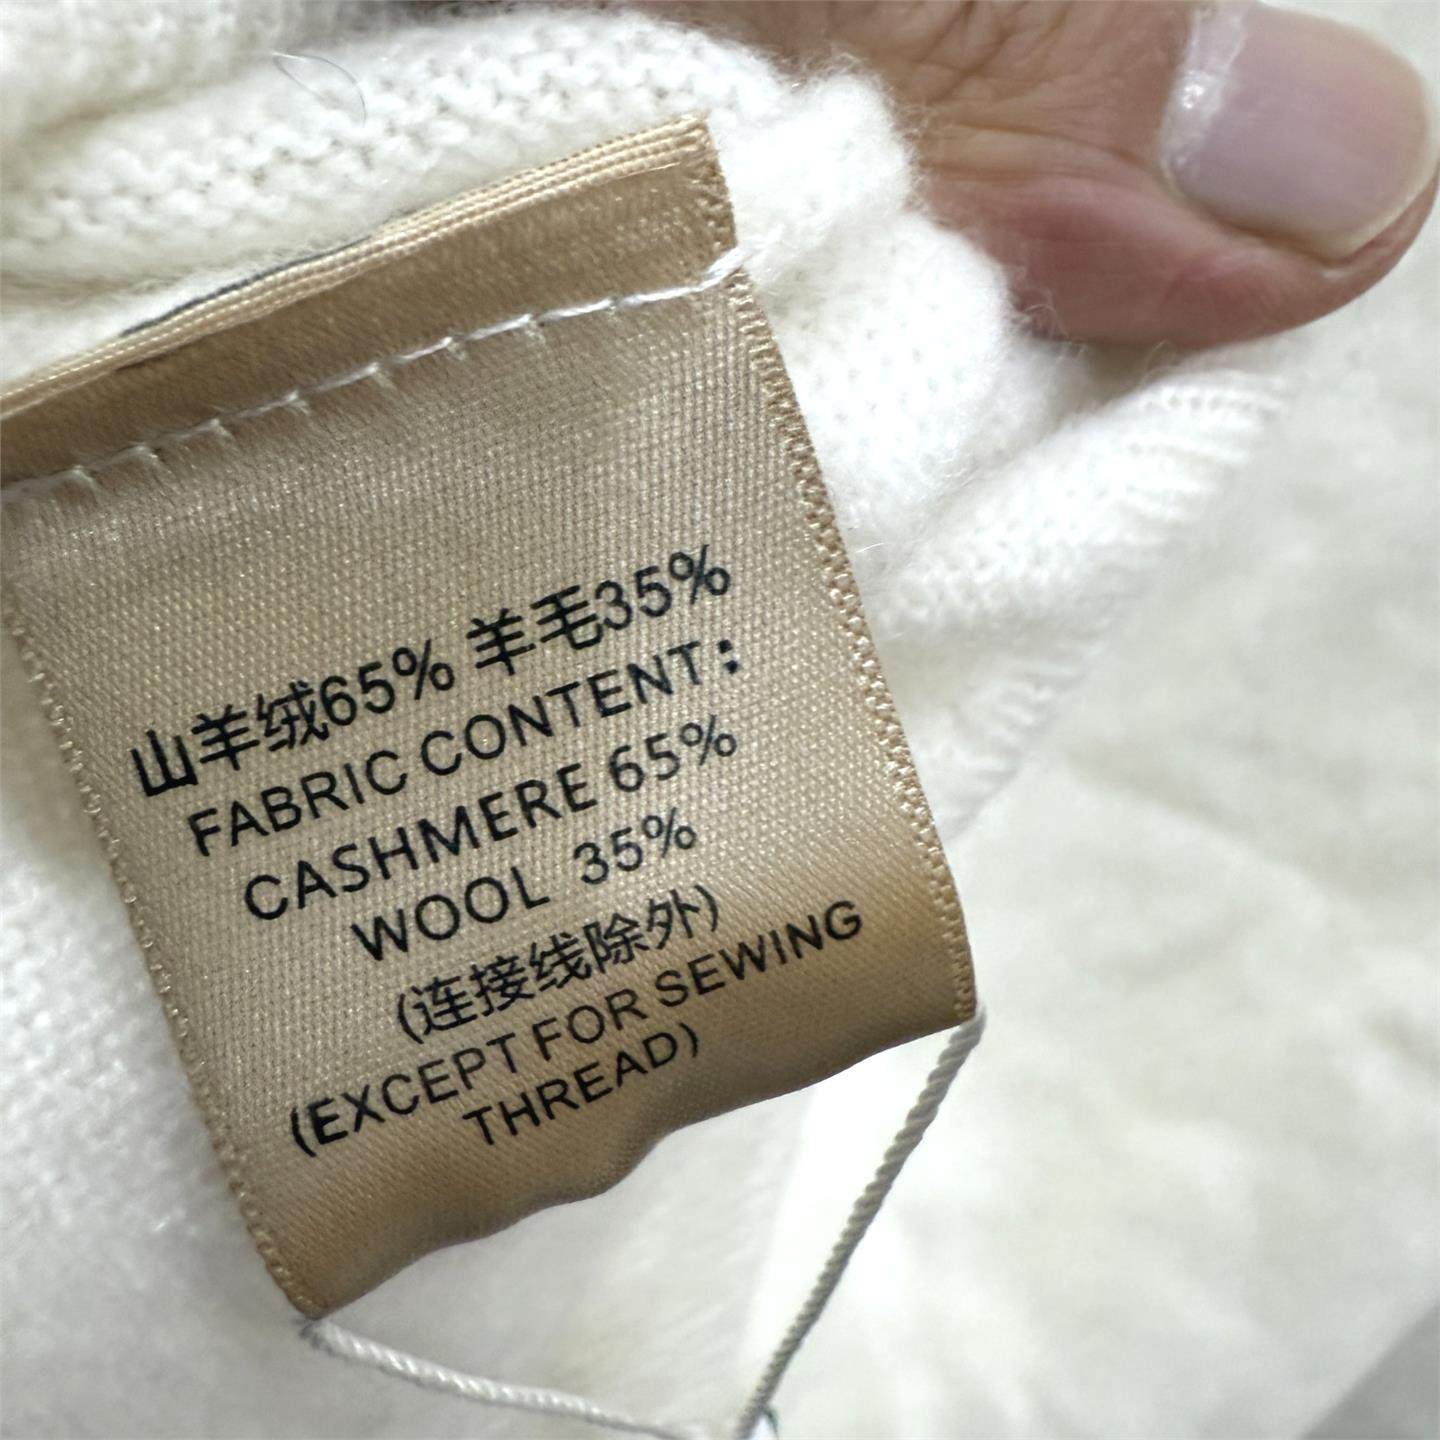 山羊绒65% 羊毛35%
FABRIC CONTENT:
CASHMERE 65%
WOOL 35%
(连接线除外)
(EXCEPT FOR SEWING
THREAD)